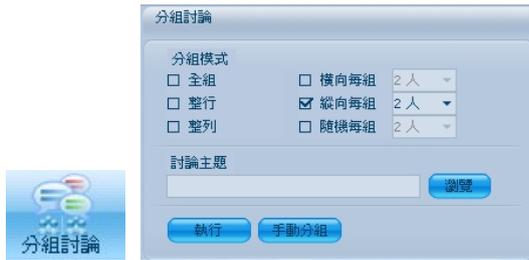 分組討論
分組討論
分組模式
全組
橫向每組 2人
整行
縱向每組 2人
整列
隨機每組 2人
討論主題
瀏覽
執行 手動分組